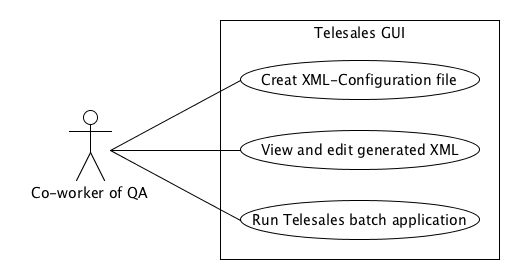 Telesales GUI
Creat XML-Configuration file
View and edit generated XML
Co-worker of QA
Run Telesales batch application